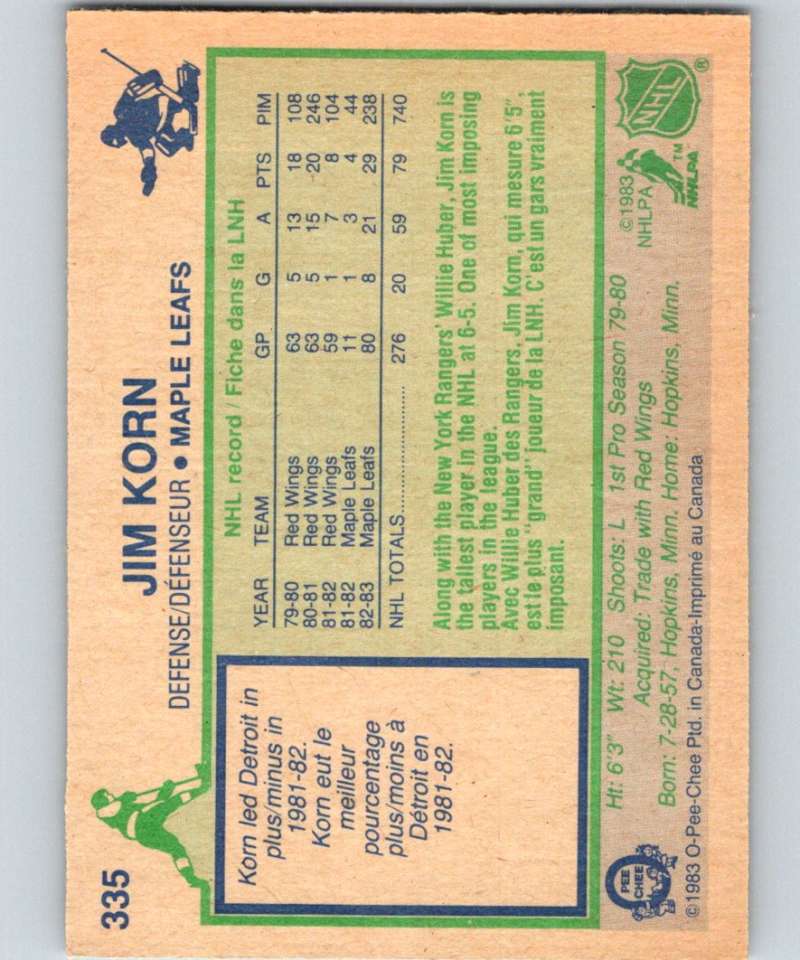 335
JIM KORN
DEFENSE/DÉFENSEUR • MAPLE LEAFS
Korn led Detroit in
plus/minus in
1981-82.
Korn eut le
meilleur
pourcentage
plus/moins à
Détroit en
1981-82.
NHL record / Fiche dans la LNH
YEAR TEAM GP G A PTS PIM
79-80 Red Wings 63 5 13 18 108
80-81 Red Wings 63 5 15 20 246
81-82 Red Wings 59 1 7 8 104
81-82 Maple Leafs 11 1 3 4 44
82-83 Maple Leafs 80 8 21 29 238
NHL TOTALS.................. 276 20 59 79 740
Along with the New York Rangers' Willie Huber, Jim Korn is
the tallest player in the NHL at 6-5. One of most imposing
players in the league.
Avec Willie Huber des Rangers, Jim Korn, qui mesure 6'5",
est le plus "grand" joueur de la LNH. C'est un gars vraiment
imposant.
Ht: 6'3" Wt: 210 Shoots: L 1st Pro Season 79-80
Acquired: Trade with Red Wings
Born: 7-28-57, Hopkins, Minn. Home: Hopkins, Minn.
©1983 O-Pee-Chee Ptd. in Canada-Imprimé au Canada
O
PEE
CHEE
©1983
NHLPA
NHLPA
TM
NHL
®